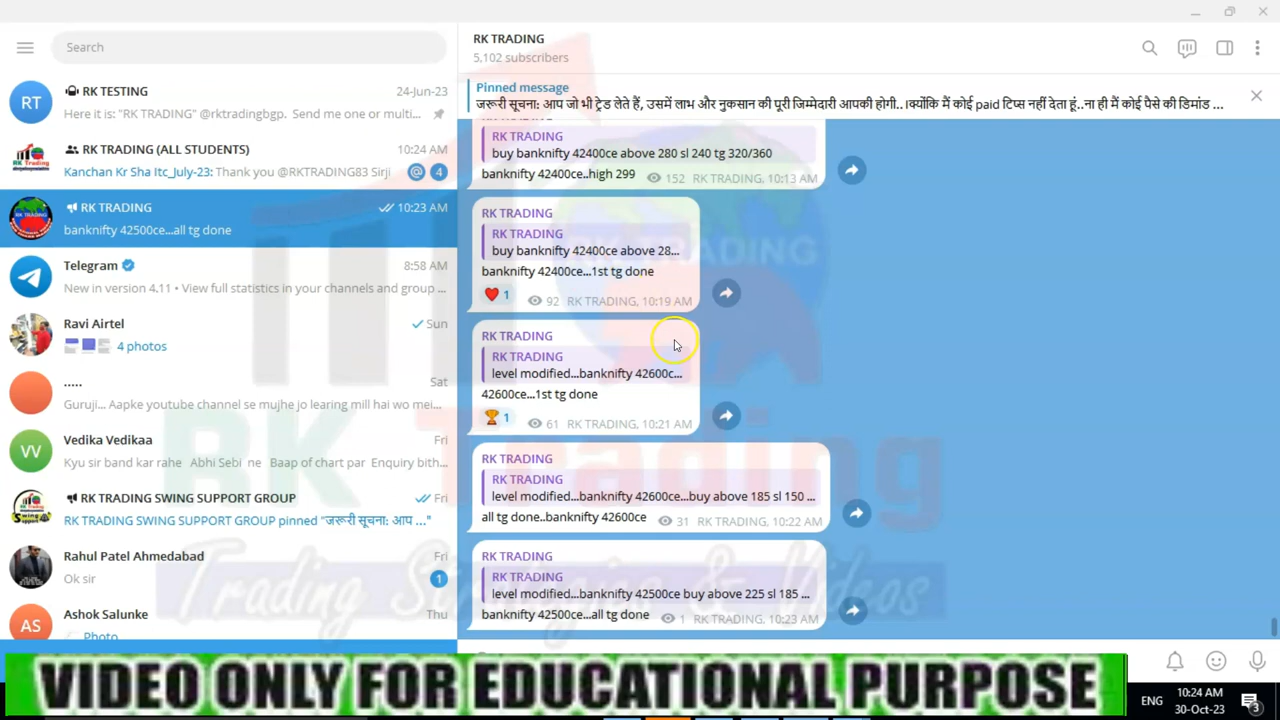 Search
RT
RK TESTING
24-Jun-23
Here it is: "RK TRADING" @rktradingbgp. Send me one or multi...
RK TRADING (ALL STUDENTS)
10:24 AM
Kanchan Kr Sha Itc_July-23: Thank you @RKTRADING83 Sirji
@ 4
RK TRADING
10:23 AM
banknifty 42500ce...all tg done
Telegram
8:58 AM
New in version 4.11 • View full statistics in your channels and group ...
Ravi Airtel
Sun
4 photos
.....
Sat
Guruji... Aapke youtube channel se mujhe jo learing mill hai wo mei...
VV
Vedika Vedikaa
Fri
Kyu sir band kar rahe Abhi Sebi ne Baap of chart par Enquiry bith...
RK TRADING SWING SUPPORT GROUP
Fri
RK TRADING SWING SUPPORT GROUP pinned "जरूरी सूचना: आप ..."
Rahul Patel Ahmedabad
Fri
Ok sir
1
AS
Ashok Salunke
Thu
Photo
RK TRADING
5,102 subscribers
Pinned message
जरूरी सूचना: आप जो भी ट्रेड लेते हैं, उसमें लाभ और नुकसान की पूरी जिम्मेदारी आपकी होगी.. ।क्योंकि मैं कोई paid टिप्स नहीं देता हूं..ना ही मैं कोई पैसे की डिमांड ...
RK TRADING
buy banknifty 42400ce above 280 sl 240 tg 320/360
banknifty 42400ce..high 299
152 RK TRADING, 10:13 AM
RK TRADING
RK TRADING
buy banknifty 42400ce above 28...
banknifty 42400ce...1st tg done
1
92 RK TRADING, 10:19 AM
RK TRADING
RK TRADING
level modified...banknifty 42600c...
42600ce...1st tg done
1
61 RK TRADING, 10:21 AM
RK TRADING
RK TRADING
level modified...banknifty 42600ce...buy above 185 sl 150 ...
all tg done..banknifty 42600ce
31 RK TRADING, 10:22 AM
RK TRADING
RK TRADING
level modified...banknifty 42500ce buy above 225 sl 185 ...
banknifty 42500ce...all tg done
1 RK TRADING, 10:23 AM
TRADING
RK Trading
Trading Strategies & Videos
VIDEO ONLY FOR EDUCATIONAL PURPOSE
ENG
10:24 AM
30-Oct-23
3